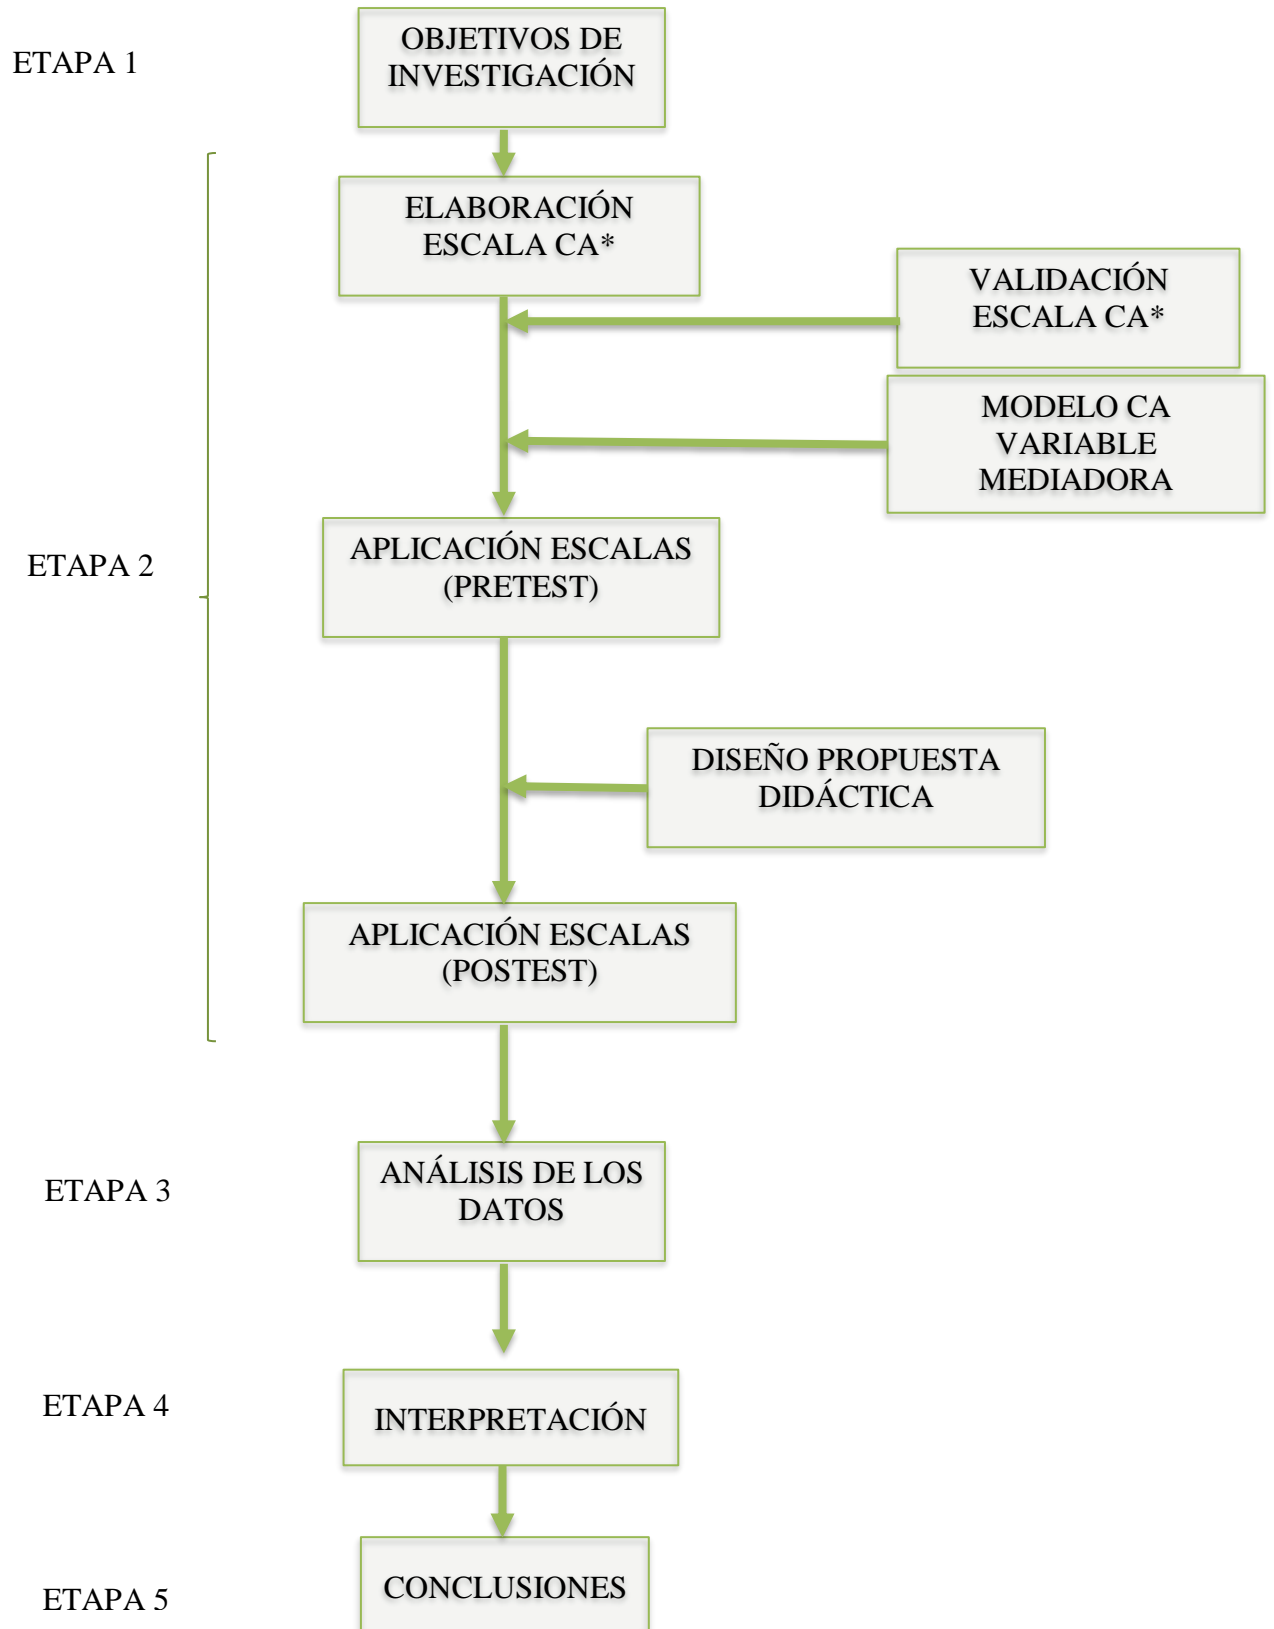 ETAPA 1
OBJETIVOS DE
INVESTIGACIÓN
ELABORACIÓN
ESCALA CA*
VALIDACIÓN
ESCALA CA*
MODELO CA
VARIABLE
MEDIADORA
ETAPA 2
APLICACIÓN ESCALAS
(PRETEST)
DISEÑO PROPUESTA
DIDÁCTICA
APLICACIÓN ESCALAS
(POSTEST)
ETAPA 3
ANÁLISIS DE LOS
DATOS
ETAPA 4
INTERPRETACIÓN
ETAPA 5
CONCLUSIONES